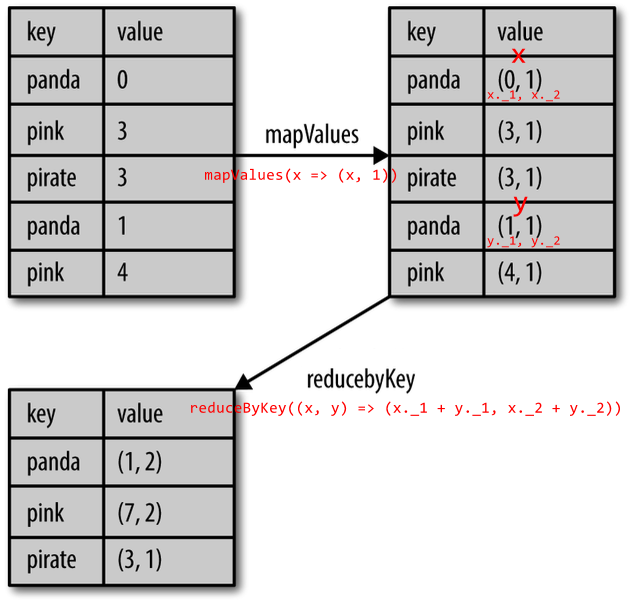 key value
panda 0
pink 3
pirate 3
panda 1
pink 4
mapValues
mapValues(x => (x, 1))
key value
x
panda (0, 1)
x._1, x._2
pink (3, 1)
pirate (3, 1)
y
panda (1, 1)
y._1, y._2
pink (4, 1)
reducebyKey
reduceByKey((x, y) => (x._1 + y._1, x._2 + y._2))
key value
panda (1, 2)
pink (7, 2)
pirate (3, 1)